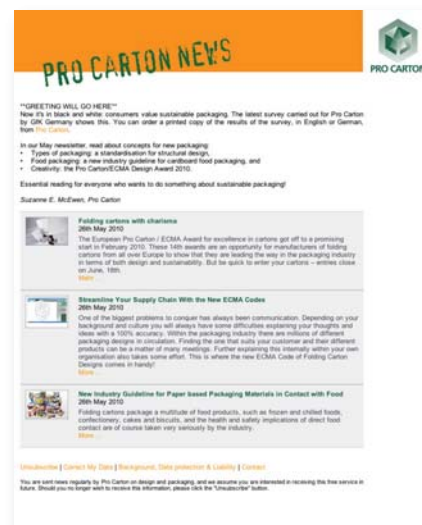 PRO CARTON NEWS
PRO CARTON
**GREETING WILL GO HERE**
Now it's in black and white: consumers value sustainable packaging. The latest survey carried out for Pro Carton
by GfK Germany shows this. You can order a printed copy of the results of the survey, in English or German,
from Pro Carton.
In our May newsletter, read about concepts for new packaging:
• Types of packaging: a standardisation for structural design,
• Food packaging: a new industry guideline for cardboard food packaging, and
• Creativity: the Pro Carton/ECMA Design Award 2010.
Essential reading for everyone who wants to do something about sustainable packaging!
Suzanne E. McEwen, Pro Carton
Folding cartons with charisma
26th May 2010
The European Pro Carton / ECMA Award for excellence in cartons got off to a promising
start in February 2010. These 14th awards are an opportunity for manufacturers of folding
cartons from all over Europe to show that they are leading the way in the packaging industry
in terms of both design and sustainability. But be quick to enter your cartons – entries close
on June, 18th.
More ...
Streamline Your Supply Chain With the New ECMA Codes
26th May 2010
One of the biggest problems to conquer has always been communication. Depending on your
background and culture you will always have some difficulties explaining your thoughts and
ideas with a 100% accuracy. Within the packaging industry there are millions of different
packaging designs in circulation. Finding the one that suits your customer and their different
products can be a matter of many meetings. Further explaining this internally within your own
organisation also takes some effort. This is where the new ECMA Code of Folding Carton
Designs comes in handy!
More ...
New Industry Guideline for Paper based Packaging Materials in Contact with Food
26th May 2010
Folding cartons package a multitude of food products, such as frozen and chilled foods,
confectionery, cakes and biscuits, and the health and safety implications of direct food
contact are of course taken very seriously by the industry.
More ...
Unsubscribe | Correct My Data | Background, Data protection & Liability | Contact
You are sent news regularly by Pro Carton on design and packaging, and we assume you are interested in receiving this free service in
future. Should you no longer wish to receive this information, please click the "Unsubscribe" button.